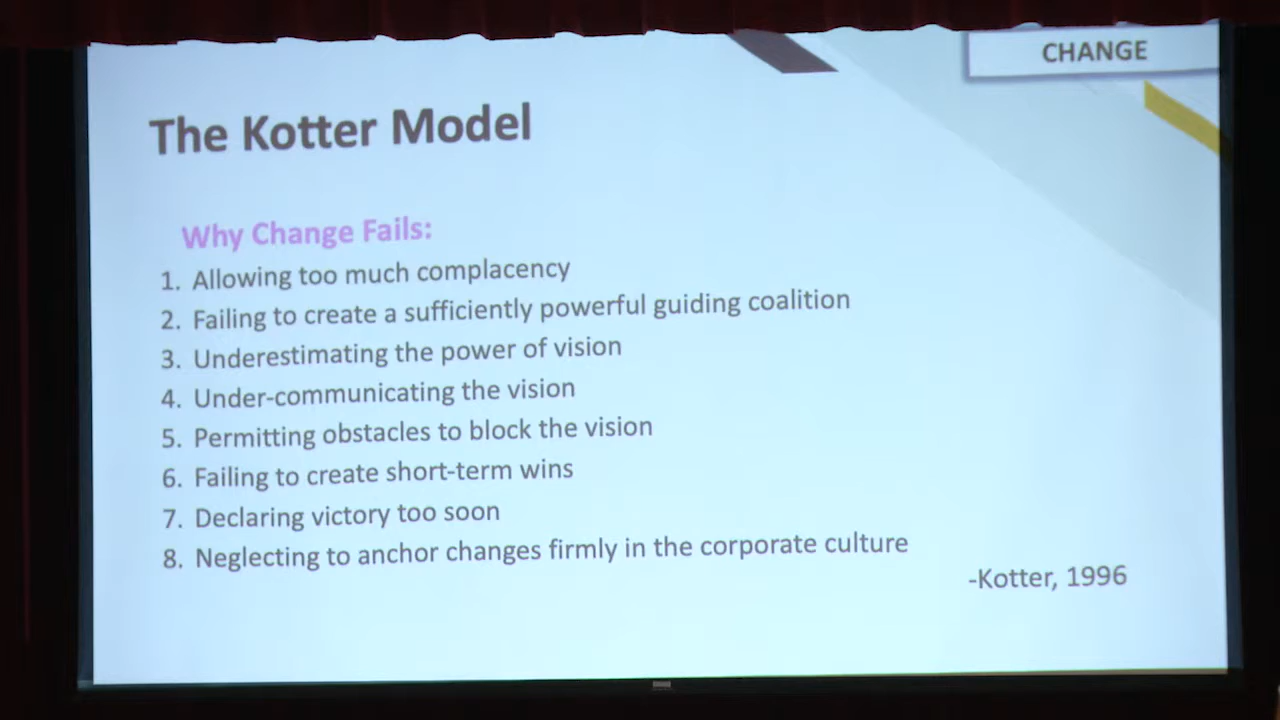 CHANGE
The Kotter Model
Why Change Fails:
1. Allowing too much complacency
2. Failing to create a sufficiently powerful guiding coalition
3. Underestimating the power of vision
4. Under-communicating the vision
5. Permitting obstacles to block the vision
6. Failing to create short-term wins
7. Declaring victory too soon
8. Neglecting to anchor changes firmly in the corporate culture
-Kotter, 1996